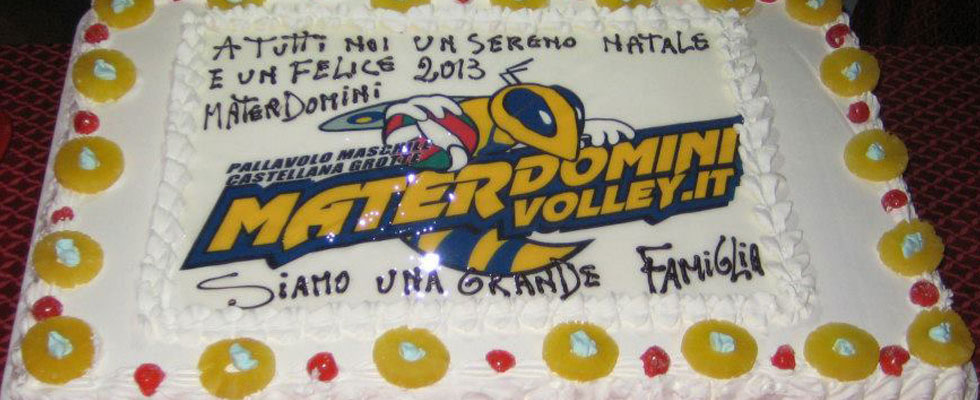 A TUTTI NOI UN SERENO NATALE
E UN FELICE 2013
MATERDOMINI
PALLAVOLO MASCHILE
CASTELLANA GROTTE
MATERDOMINI
VOLLEY.IT
SIAMO UNA GRANDE FAMIGLIA